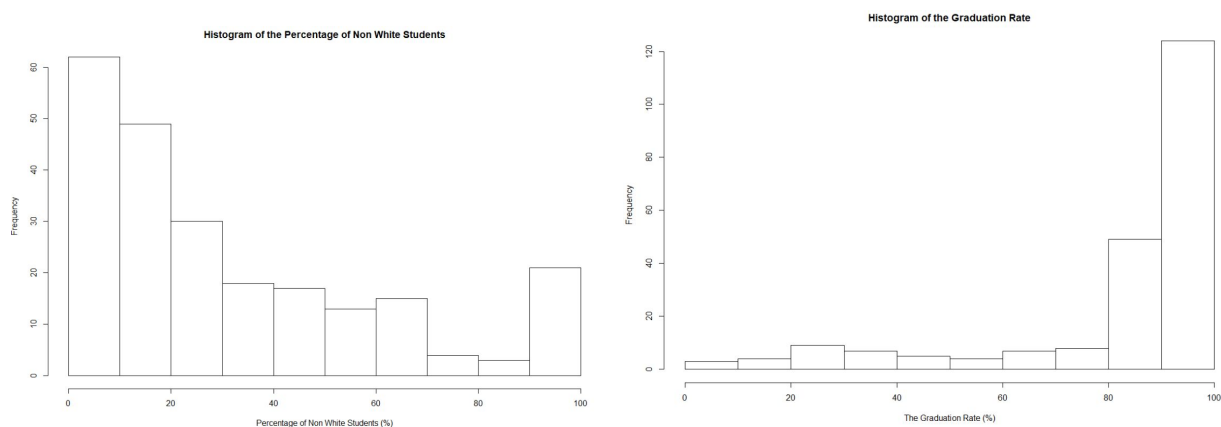 Histogram of the Percentage of Non White Students
60
50
40
30
20
10
0
Frequency
0 20 40 60 80 100
Percentage of Non White Students (%)
Histogram of the Graduation Rate
120
100
80
60
40
20
0
Frequency
0 20 40 60 80 100
The Graduation Rate (%)